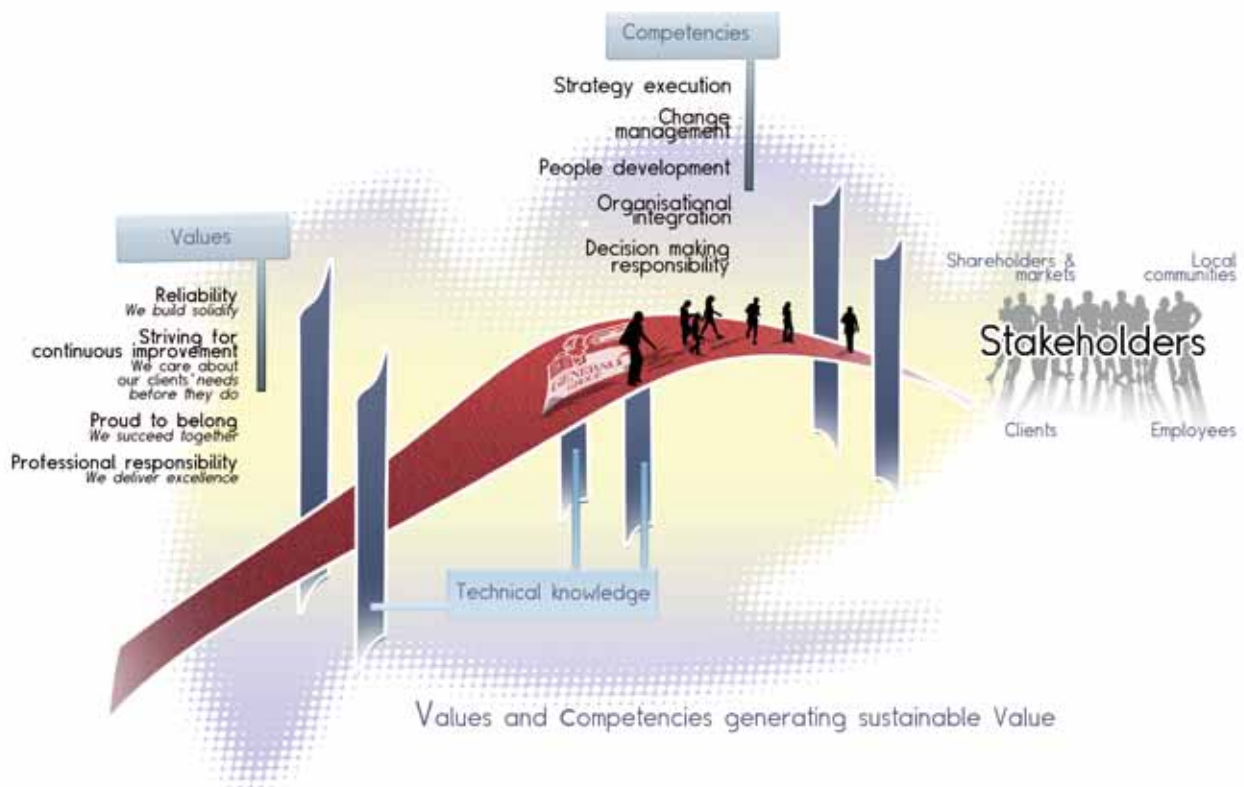 Competencies
Strategy execution
Change
management
People development
Organisational
integration
Decision making
responsibility
Values
Reliability
We build solidity
Striving for
continuous improvement
We care about
our clients' needs
before they do
Proud to belong
We succeed together
Professional responsibility
We deliver excellence
GENERALI
GROUP
Shareholders &
markets
Local
communities
Stakeholders
Clients
Employees
Technical knowledge
Values and Competencies generating sustainable Value